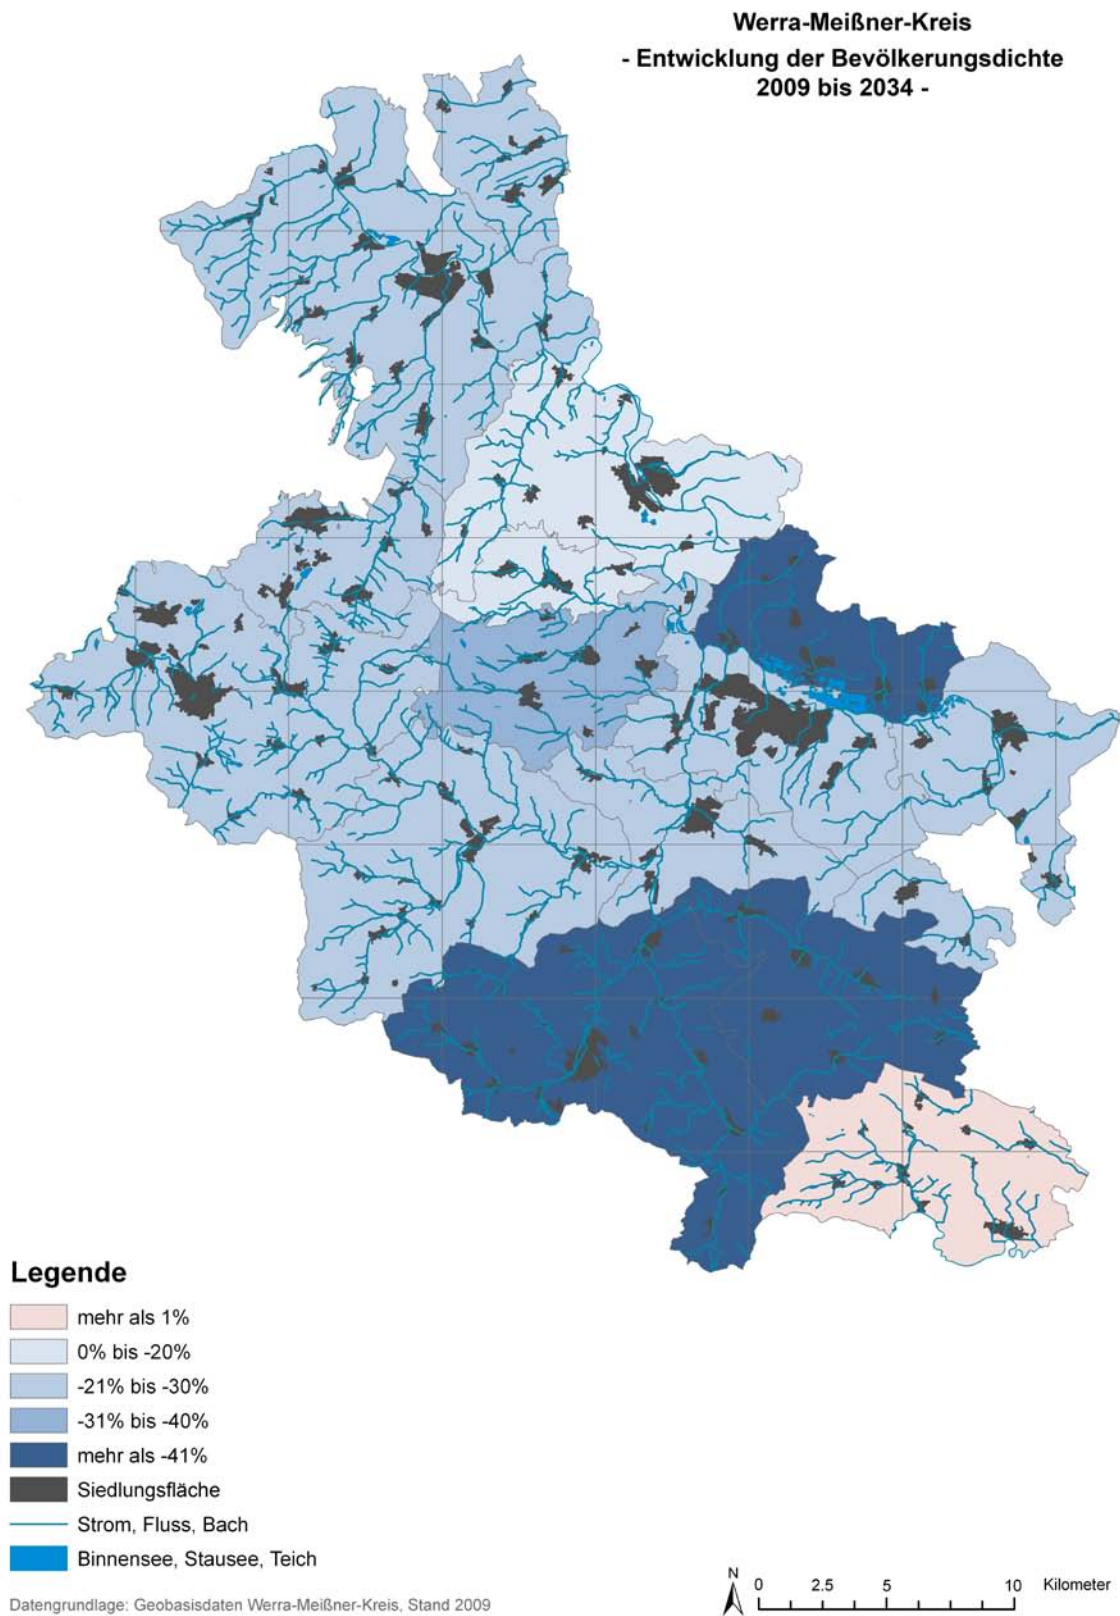 Werra-Meißner-Kreis
- Entwicklung der Bevölkerungsdichte
2009 bis 2034 -
Legende
mehr als 1%
0% bis -20%
-21% bis -30%
-31% bis -40%
mehr als -41%
Siedlungsfläche
Strom, Fluss, Bach
Binnensee, Stausee, Teich
Datengrundlage: Geobasisdaten Werra-Meißner-Kreis, Stand 2009
N
0 2.5 5 10 Kilometer